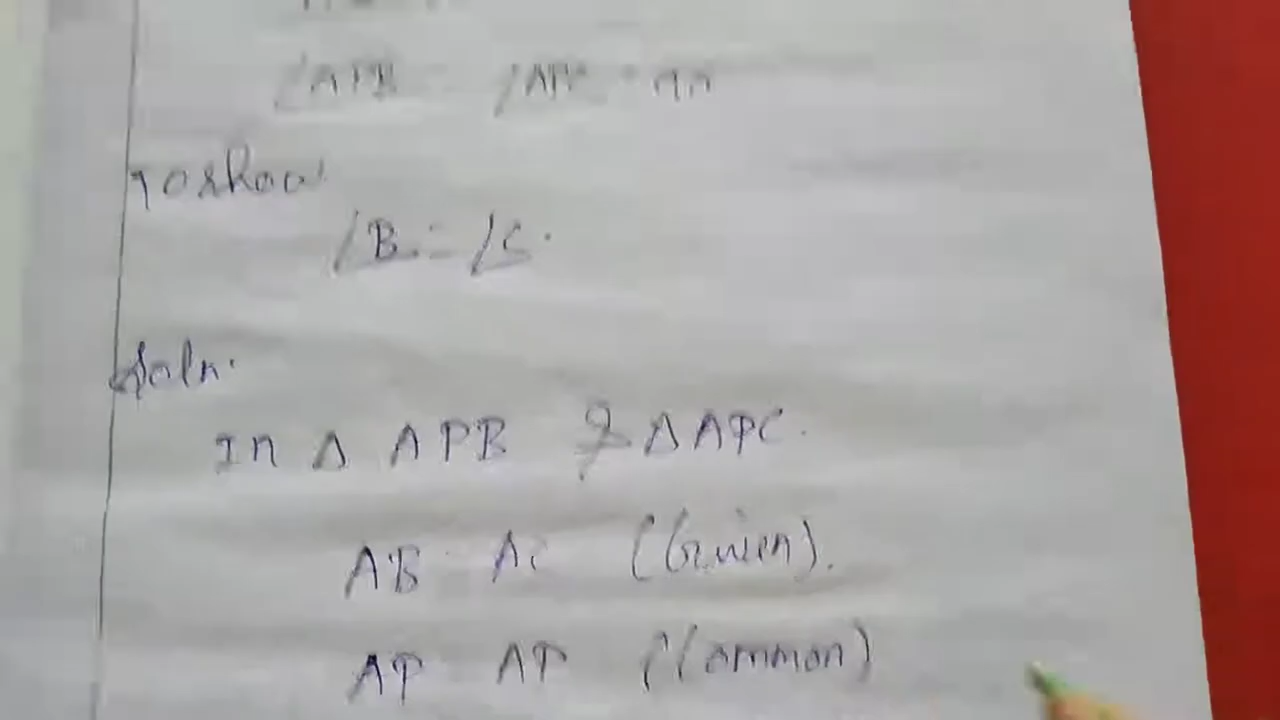 ∠APB = ∠APC = 90
To show
∠B = ∠C.
Soln.
In Δ APB & Δ APC.
AB = AC (Given).
AP = AP (Common)